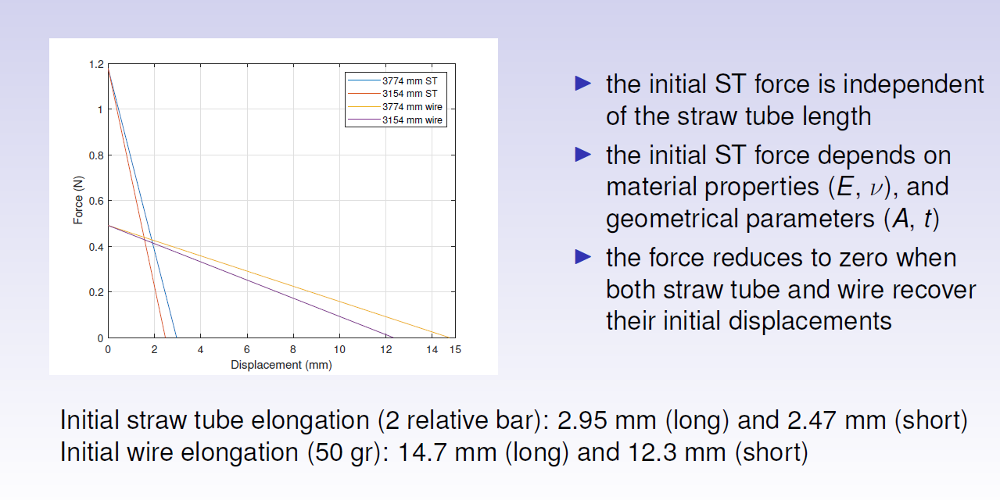 1.2
1
0.8
0.6
0.4
0.2
0
Force (N)
3774 mm ST
3154 mm ST
3774 mm wire
3154 mm wire
0 2 4 6 8 10 12 14 15
Displacement (mm)
the initial ST force is independent
of the straw tube length
the initial ST force depends on
material properties (E, ν), and
geometrical parameters (A, t)
the force reduces to zero when
both straw tube and wire recover
their initial displacements
Initial straw tube elongation (2 relative bar): 2.95 mm (long) and 2.47 mm (short)
Initial wire elongation (50 gr): 14.7 mm (long) and 12.3 mm (short)